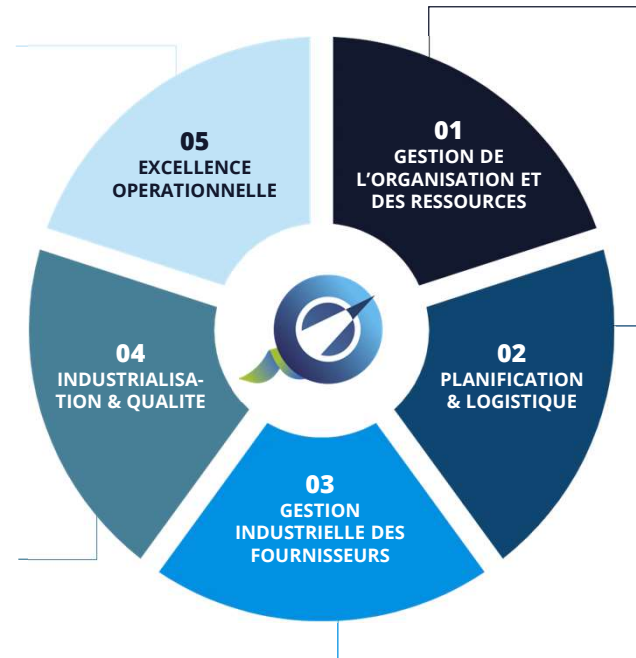 01
GESTION DE
L'ORGANISATION ET
DES RESSOURCES
02
PLANIFICATION
& LOGISTIQUE
03
GESTION
INDUSTRIELLE DES
FOURNISSEURS
04
INDUSTRIALISA-
TION & QUALITE
05
EXCELLENCE
OPERATIONNELLE